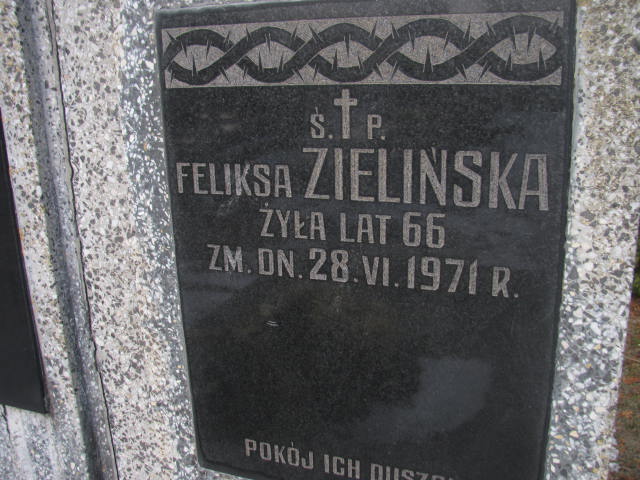 Ś. P.
FELIKSA ZIELIŃSKA
ŻYŁA LAT 66
ZM. DN. 28.VI.1971 R.
POKÓJ ICH